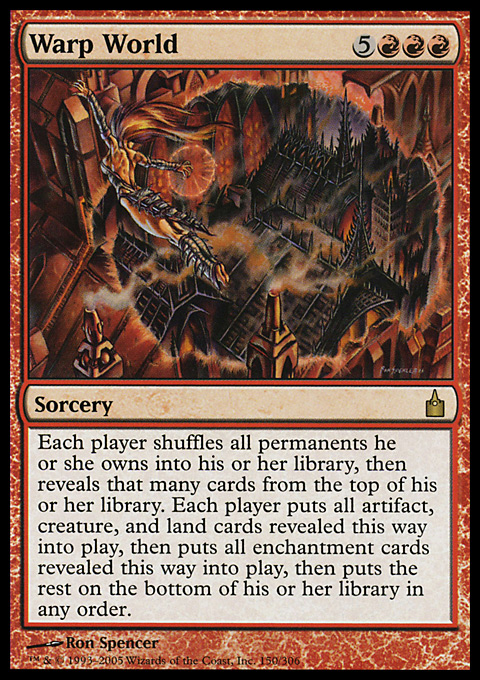 Warp World 5
RON SPENCER 05
Sorcery
Each player shuffles all permanents he
or she owns into his or her library, then
reveals that many cards from the top of his
or her library. Each player puts all artifact,
creature, and land cards revealed this way
into play, then puts all enchantment cards
revealed this way into play, then puts the
rest on the bottom of his or her library in
any order.
Ron Spencer
™ & © 1993-2005 Wizards of the Coast, Inc. 150/306